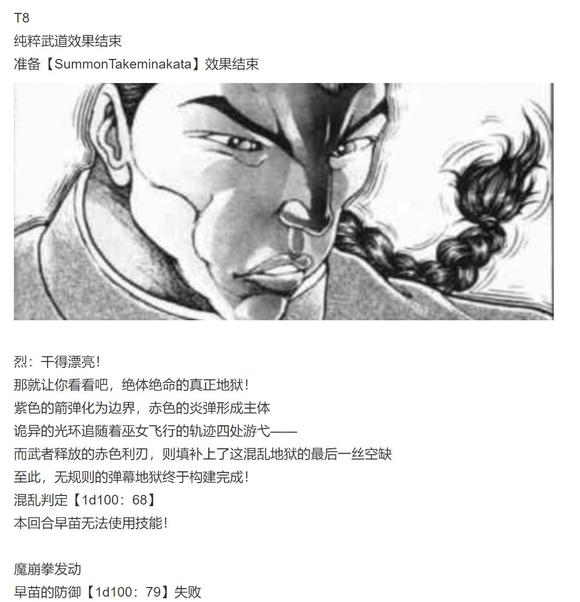 T8
纯粹武道效果结束
准备【SummonTakeminakata】效果结束
烈：干得漂亮！
那就让你看看吧，绝体绝命的真正地狱！
紫色的箭弹化为边界，赤色的炎弹形成主体
诡异的光环追随着巫女飞行的轨迹四处游弋——
而武者释放的赤色利刃，则填补上了这混乱地狱的最后一丝空缺
至此，无规则的弹幕地狱终于构建完成！
混乱判定【1d100：68】
本回合早苗无法使用技能！
魔崩拳发动
早苗的防御【1d100：79】失败